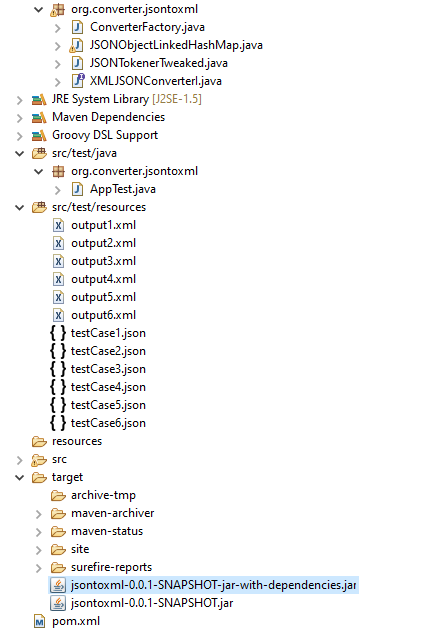 org.converter.jsontoxml
ConverterFactory.java
JSONObjectLinkedHashMap.java
JSONTokenerTweaked.java
XMLJSONConverterI.java
JRE System Library [J2SE-1.5]
Maven Dependencies
Groovy DSL Support
src/test/java
org.converter.jsontoxml
AppTest.java
src/test/resources
output1.xml
output2.xml
output3.xml
output4.xml
output5.xml
output6.xml
testCase1.json
testCase2.json
testCase3.json
testCase4.json
testCase5.json
testCase6.json
resources
src
target
archive-tmp
maven-archiver
maven-status
site
surefire-reports
jsontoxml-0.0.1-SNAPSHOT-jar-with-dependencies.jar
jsontoxml-0.0.1-SNAPSHOT.jar
pom.xml